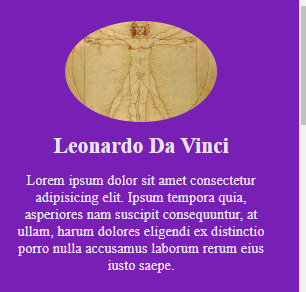 Leonardo Da Vinci
Lorem ipsum dolor sit amet consectetur
adipisicing elit. Ipsum tempora quia,
asperiores nam suscipit consequuntur, at
ullam, harum dolores eligendi ex distinctio
porro nulla accusamus laborum rerum eius
iusto saepe.